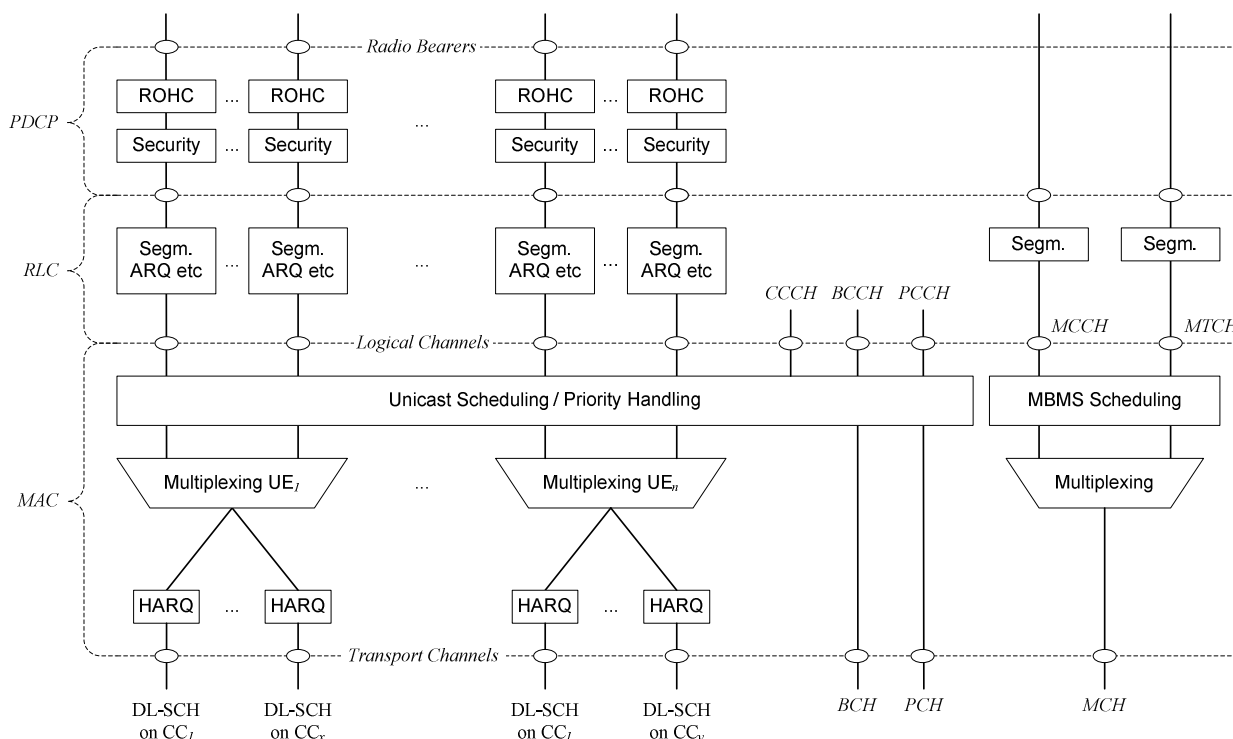 Radio Bearers
ROHC ... ROHC ROHC ... ROHC
PDCP ...
Security ... Security Security ... Security
Segm. ARQ etc ... Segm. ARQ etc ... Segm. ARQ etc ... Segm. ARQ etc Segm. Segm.
RLC
CCCH BCCH PCCH
Logical Channels MCCH MTCH
Unicast Scheduling / Priority Handling MBMS Scheduling
Multiplexing UE1 ... Multiplexing UEn Multiplexing
MAC
HARQ ... HARQ HARQ ... HARQ
Transport Channels
DL-SCH DL-SCH DL-SCH DL-SCH BCH PCH MCH
on CC1 on CCx on CC1 on CCy